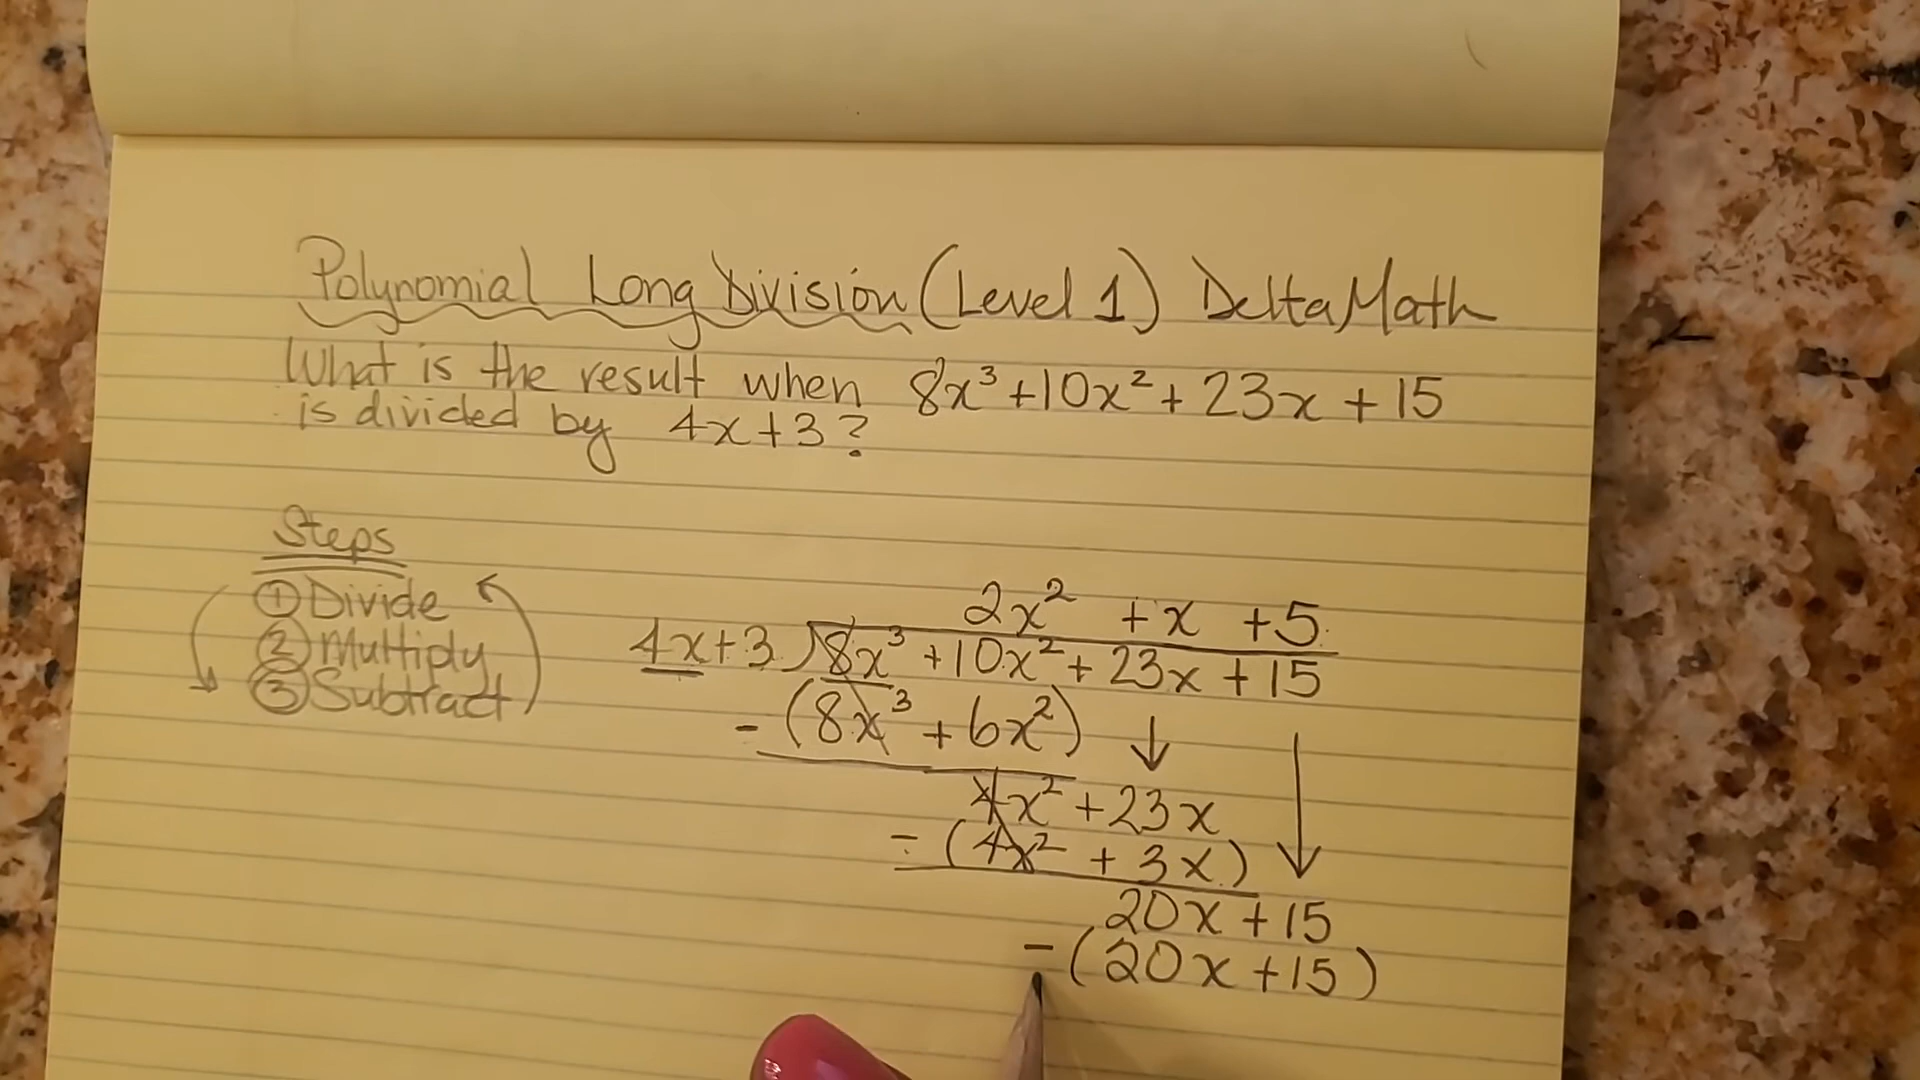 Polynomial Long Division (Level 1) DeltaMath
What is the result when 8x³ + 10x² + 23x + 15
is divided by 4x + 3?
Steps
① Divide
② Multiply
③ Subtract
2x² + x + 5
4x + 3 ) 8x³ + 10x² + 23x + 15
- (8x³ + 6x²) ↓
4x² + 23x
- (4x² + 3x)
20x + 15
- (20x + 15)